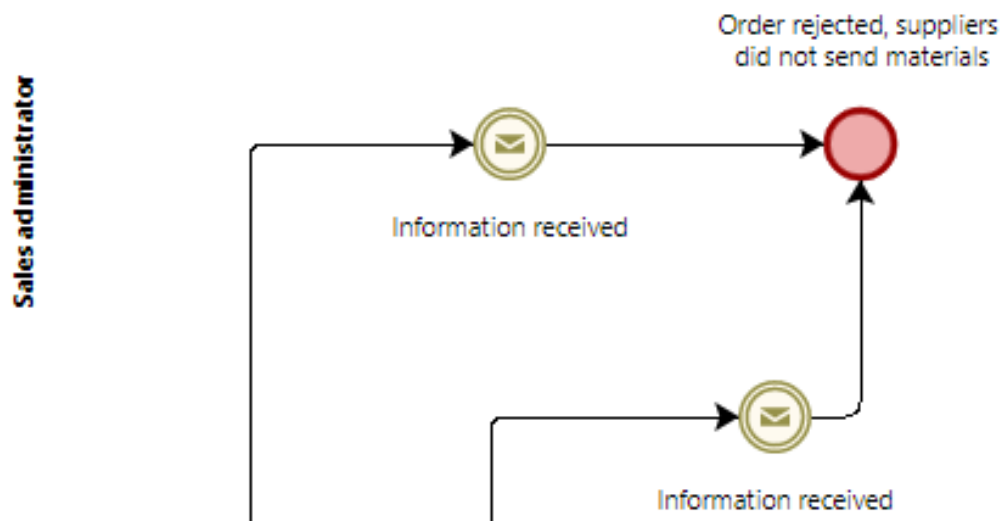 Order rejected, suppliers
did not send materials
Sales administrator
Information received
Information received